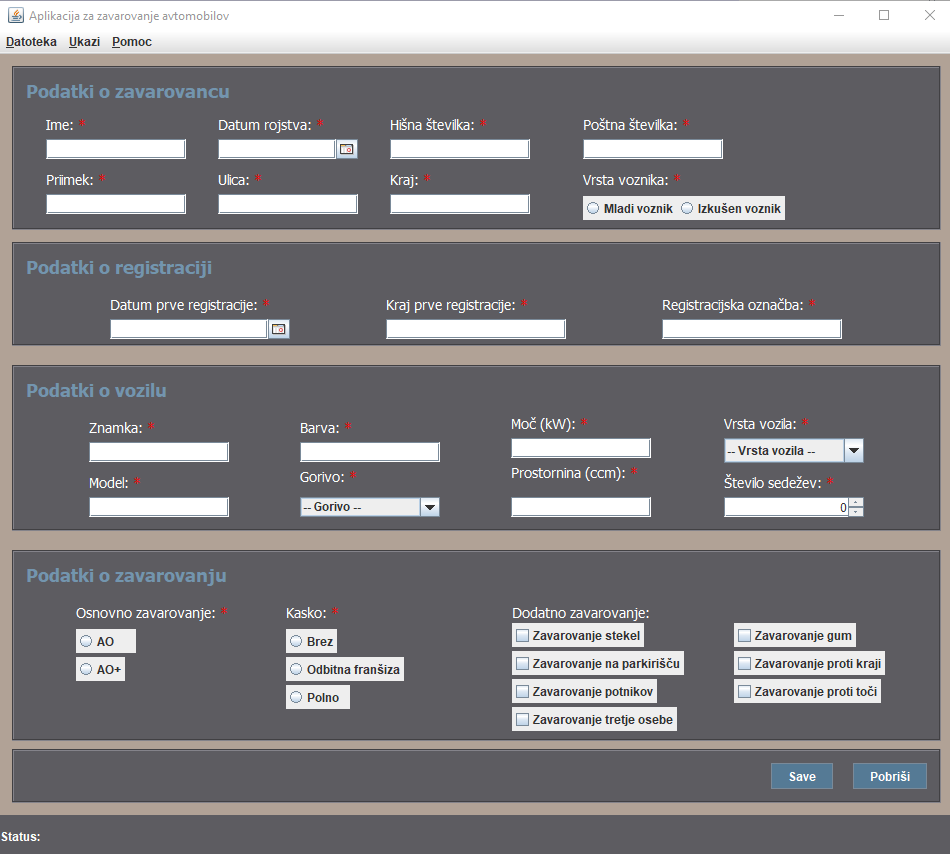 Aplikacija za zavarovanje avtomobilov
Datoteka Ukazi Pomoc
Podatki o zavarovancu
Ime: * Datum rojstva: * Hišna številka: * Poštna številka: *
Priimek: * Ulica: * Kraj: * Vrsta voznika: *
Mladi voznik Izkušen voznik
Podatki o registraciji
Datum prve registracije: * Kraj prve registracije: * Registracijska označba: *
Podatki o vozilu
Znamka: * Barva: * Moč (kW): * Vrsta vozila: *
-- Vrsta vozila --
Model: * Gorivo: * Prostornina (ccm): * Število sedežev: *
-- Gorivo -- 0
Podatki o zavarovanju
Osnovno zavarovanje: * Kasko: * Dodatno zavarovanje:
AO Brez Zavarovanje stekel Zavarovanje gum
AO+ Odbitna franšiza Zavarovanje na parkirišču Zavarovanje proti kraji
Polno Zavarovanje potnikov Zavarovanje proti toči
Zavarovanje tretje osebe
Save Pobriši
Status: